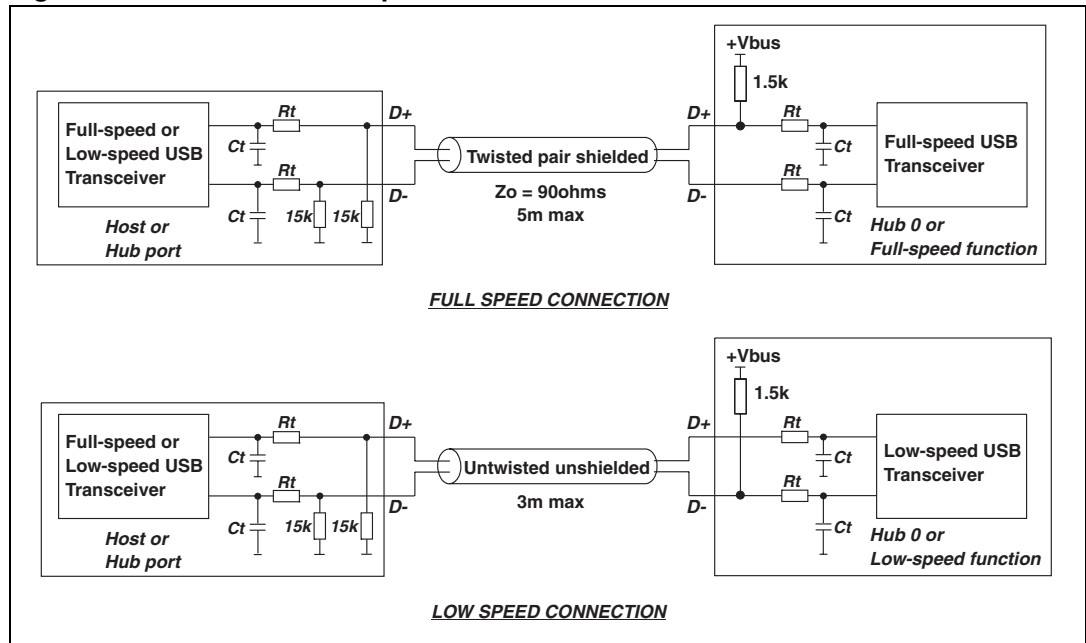 +Vbus
1.5k
Rt
D+
D+
Rt
Full-speed or
Low-speed USB
Transceiver
Ct
Rt
Twisted pair shielded
Ct
Rt
Full-speed USB
Transceiver
D-
D-
Zo = 90ohms
5m max
Ct
15k
15k
Ct
Host or
Hub port
Hub 0 or
Full-speed function
FULL SPEED CONNECTION
+Vbus
1.5k
Rt
D+
D+
Rt
Full-speed or
Low-speed USB
Transceiver
Ct
Rt
Untwisted unshielded
Ct
Rt
Low-speed USB
Transceiver
D-
D-
3m max
Ct
15k
15k
Ct
Host or
Hub port
Hub 0 or
Low-speed function
LOW SPEED CONNECTION